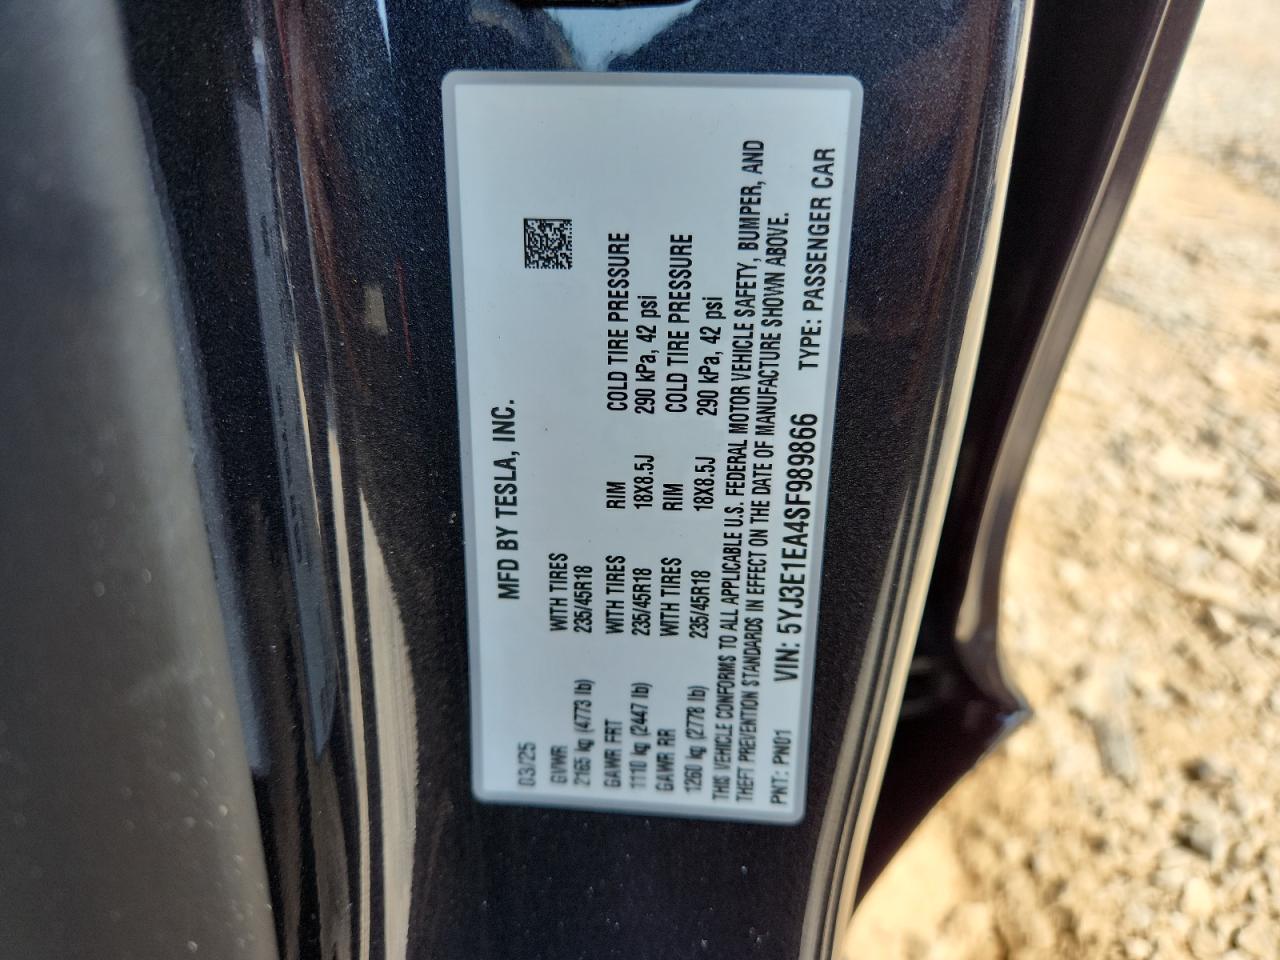 MFD BY TESLA, INC.
03/25
GVWR WITH TIRES
2165 kg (4773 lb) 235/45R18
GAWR FRT WITH TIRES RIM COLD TIRE PRESSURE
1110 kg (2447 lb) 235/45R18 18X8.5J 290 kPa, 42 psi
GAWR RR WITH TIRES RIM COLD TIRE PRESSURE
1260 kg (2778 lb) 235/45R18 18X8.5J 290 kPa, 42 psi
THIS VEHICLE CONFORMS TO ALL APPLICABLE U.S. FEDERAL MOTOR VEHICLE SAFETY, BUMPER, AND
THEFT PREVENTION STANDARDS IN EFFECT ON THE DATE OF MANUFACTURE SHOWN ABOVE.
PNT: PN01 VIN: 5YJ3E1EA4SF989866 TYPE: PASSENGER CAR